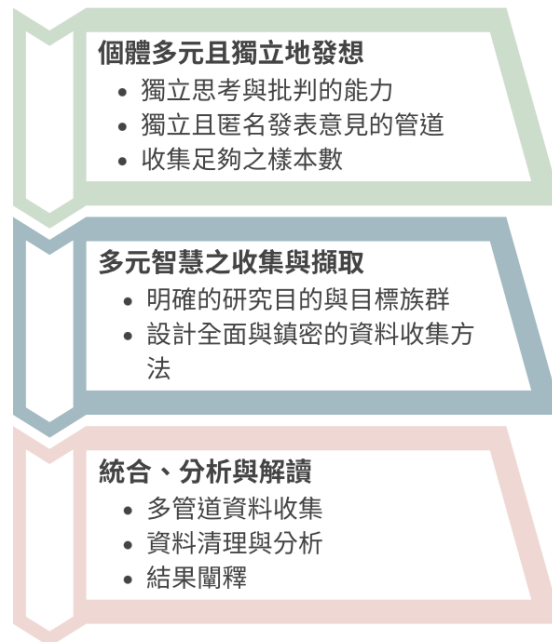 個體多元且獨立地發想
• 獨立思考與批判的能力
• 獨立且匿名發表意見的管道
• 收集足夠之樣本數
多元智慧之收集與擷取
• 明確的研究目的與目標族群
• 設計全面與鎮密的資料收集方
法
統合、分析與解讀
• 多管道資料收集
• 資料清理與分析
• 結果闡釋